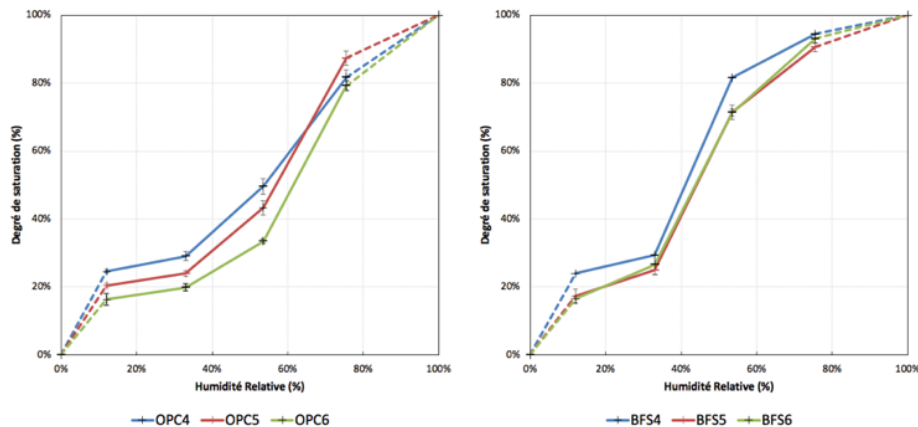 100%
80%
60%
40%
20%
0%
Degré de saturation (%)
0% 20% 40% 60% 80% 100%
Humidité Relative (%)
OPC4 OPC5 OPC6
100%
80%
60%
40%
20%
0%
Degré de saturation (%)
0% 20% 40% 60% 80% 100%
Humidité Relative (%)
BFS4 BFS5 BFS6